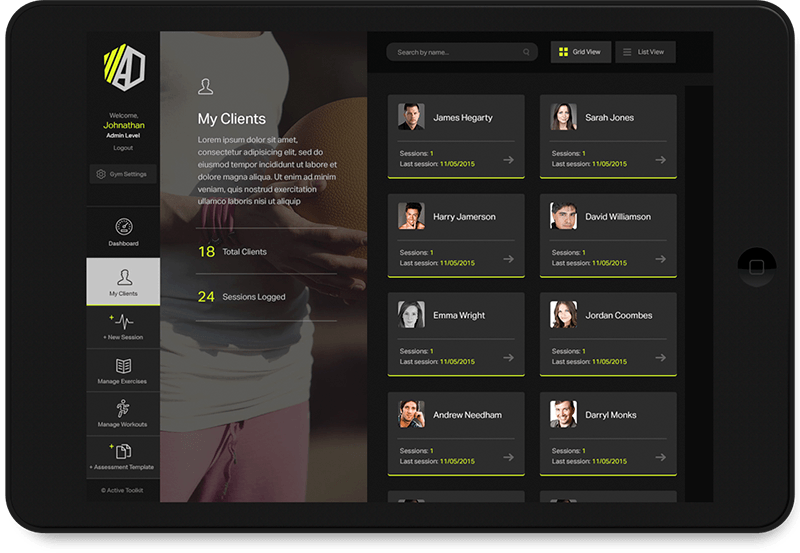 Welcome,
Johnathan
Admin Level
Logout
Gym Settings
Dashboard
My Clients
+ New Session
Manage Exercises
Manage Workouts
+ Assessment Template
© Active Toolkit
My Clients
Lorem ipsum dolor sit amet,
consectetur adipisicing elit, sed do
eiusmod tempor incididunt ut labore et
dolore magna aliqua. Ut enim ad minim
veniam, quis nostrud exercitation
ullamco laboris nisi ut aliquip
18 Total Clients
24 Sessions Logged
Search by name...
Grid View
List View
James Hegarty
Sessions: 1
Last session: 11/05/2015
Sarah Jones
Sessions: 1
Last session: 11/05/2015
Harry Jamerson
Sessions: 1
Last session: 11/05/2015
David Williamson
Sessions: 1
Last session: 11/05/2015
Emma Wright
Sessions: 1
Last session: 11/05/2015
Jordan Coombes
Sessions: 1
Last session: 11/05/2015
Andrew Needham
Sessions: 1
Last session: 11/05/2015
Darryl Monks
Sessions: 1
Last session: 11/05/2015